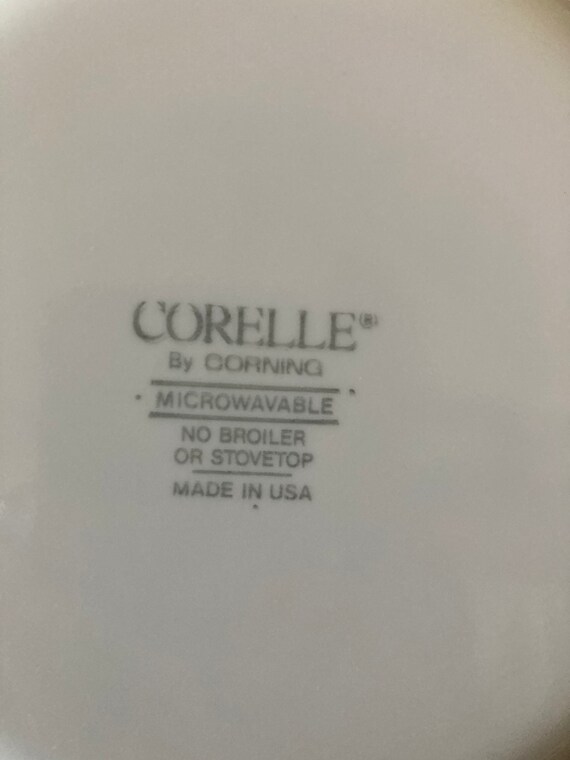 CORELLE®
By CORNING
MICROWAVABLE
NO BROILER
OR STOVETOP
MADE IN USA